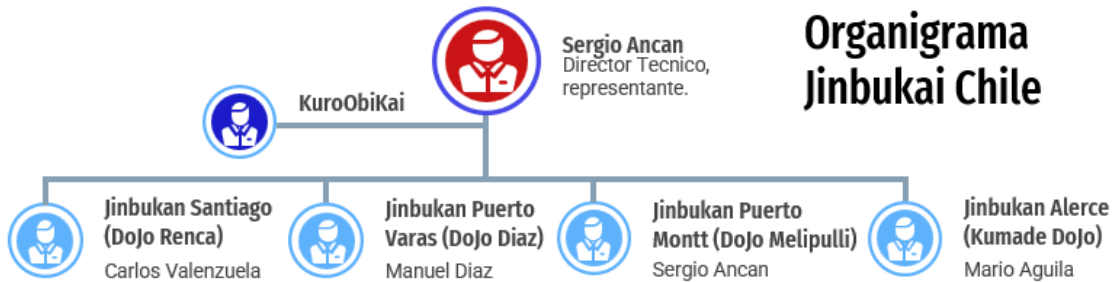 Organigrama
Jinbukai Chile
Sergio Ancan
Director Tecnico,
representante.
KuroObiKai
Jinbukan Santiago
(DoJo Renca)
Carlos Valenzuela
Jinbukan Puerto
Varas (DoJo Diaz)
Manuel Diaz
Jinbukan Puerto
Montt (DoJo Melipulli)
Sergio Ancan
Jinbukan Alerce
(Kumade DoJo)
Mario Aguila